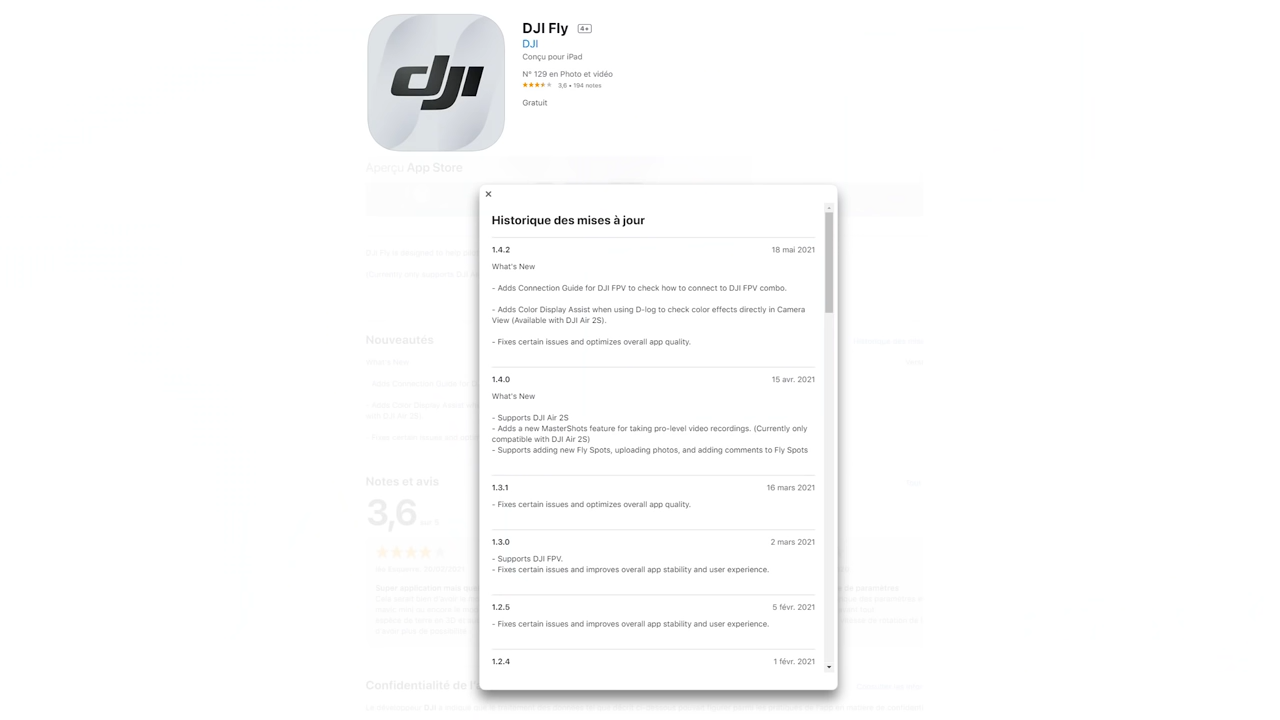 dji
DJI Fly 4+
DJI
Conçu pour iPad
N° 129 en Photo et vidéo
3,6 • 194 notes
Gratuit
Aperçu App Store
×
Historique des mises à jour
1.4.2 18 mai 2021
What's New
- Adds Connection Guide for DJI FPV to check how to connect to DJI FPV combo.
- Adds Color Display Assist when using D-log to check color effects directly in Camera
View (Available with DJI Air 2S).
- Fixes certain issues and optimizes overall app quality.
1.4.0 15 avr. 2021
What's New
- Supports DJI Air 2S
- Adds a new MasterShots feature for taking pro-level video recordings. (Currently only
compatible with DJI Air 2S)
- Supports adding new Fly Spots, uploading photos, and adding comments to Fly Spots
1.3.1 16 mars 2021
- Fixes certain issues and optimizes overall app quality.
1.3.0 2 mars 2021
- Supports DJI FPV.
- Fixes certain issues and improves overall app stability and user experience.
1.2.5 5 févr. 2021
- Fixes certain issues and improves overall app stability and user experience.
1.2.4 1 févr. 2021
Nouveautés
What's New
Notes et avis
3,6
Confidentialité de l'